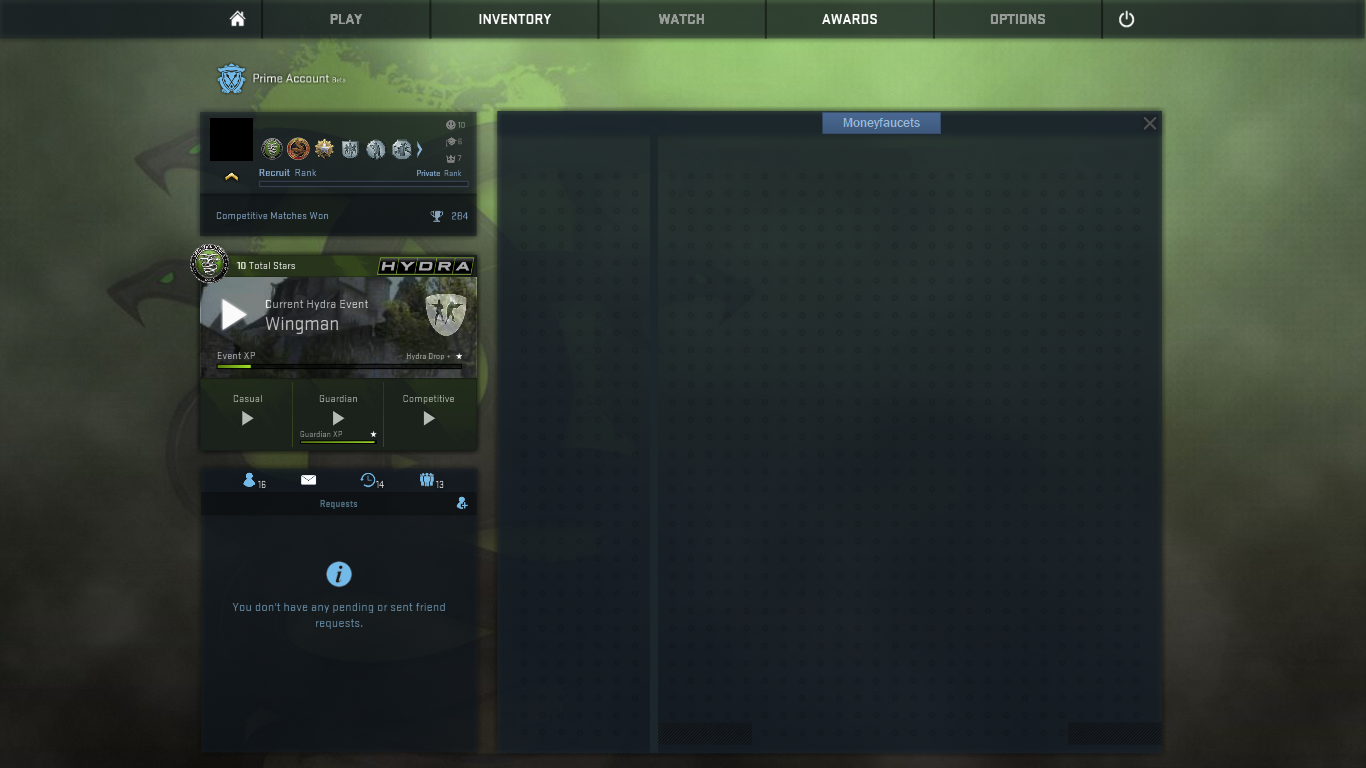 PLAY
INVENTORY
WATCH
AWARDS
OPTIONS
Prime Account Beta
Moneyfaucets
10
6
7
Recruit Rank
Private Rank
Competitive Matches Won
284
10 Total Stars
HYDRA
Current Hydra Event
Wingman
Event XP
Hydra Drop +
Casual
Guardian
Competitive
Guardian XP
16
14
13
Requests
You don't have any pending or sent friend
requests.